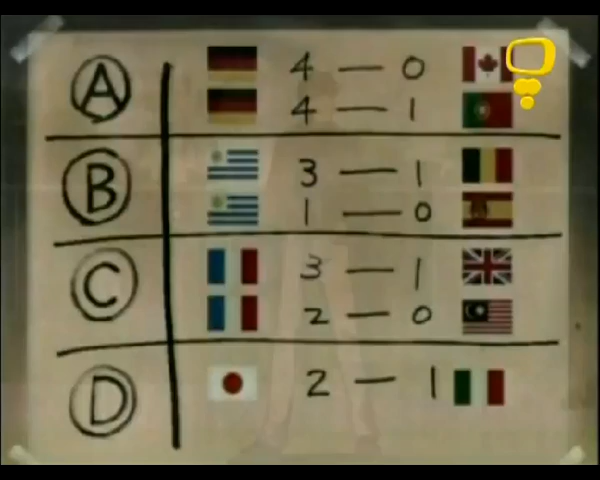 A
4 — 0
4 — 1
B
3 — 1
1 — 0
C
3 — 1
2 — 0
D
2 — 1